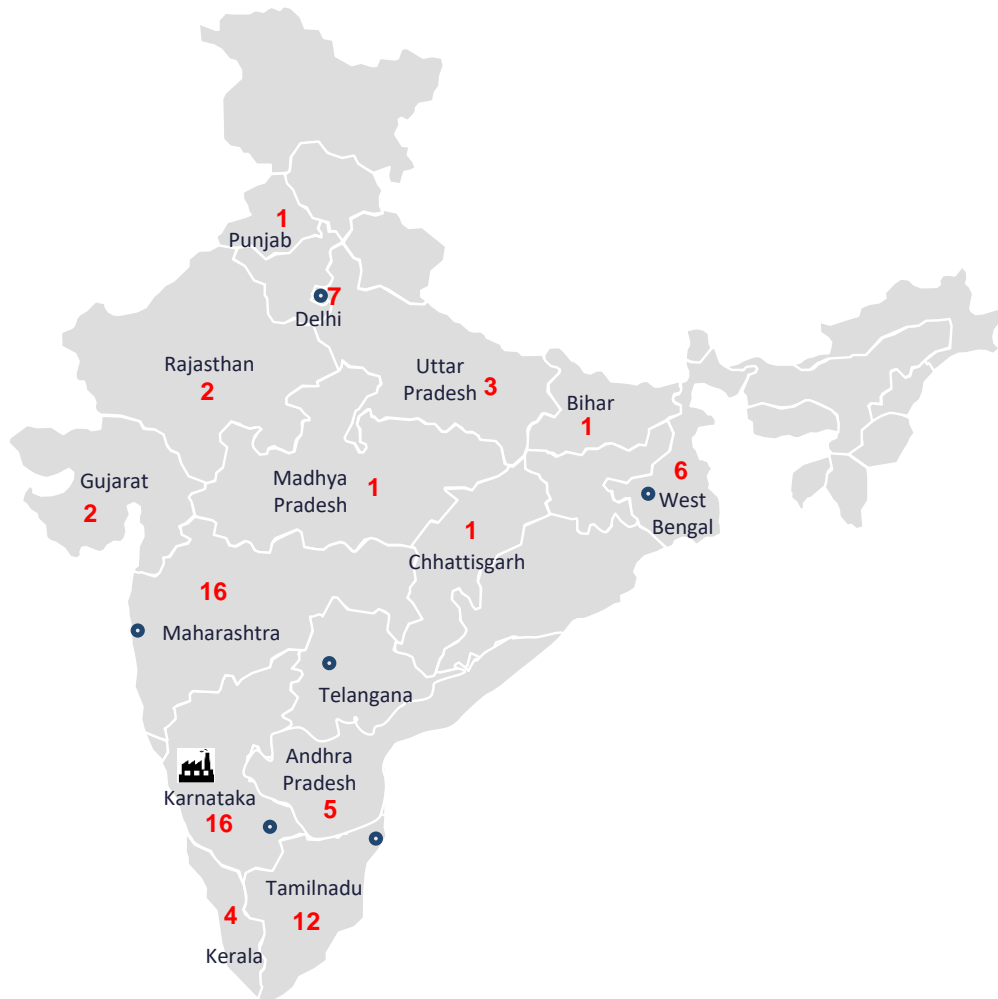 1
Punjab
7
Delhi
Rajasthan
2
Uttar
Pradesh 3
Bihar
1
Gujarat
2
Madhya
Pradesh
1
6
West
Bengal
1
Chhattisgarh
16
Maharashtra
Telangana
Andhra
Pradesh
5
Karnataka
16
Tamilnadu
12
4
Kerala